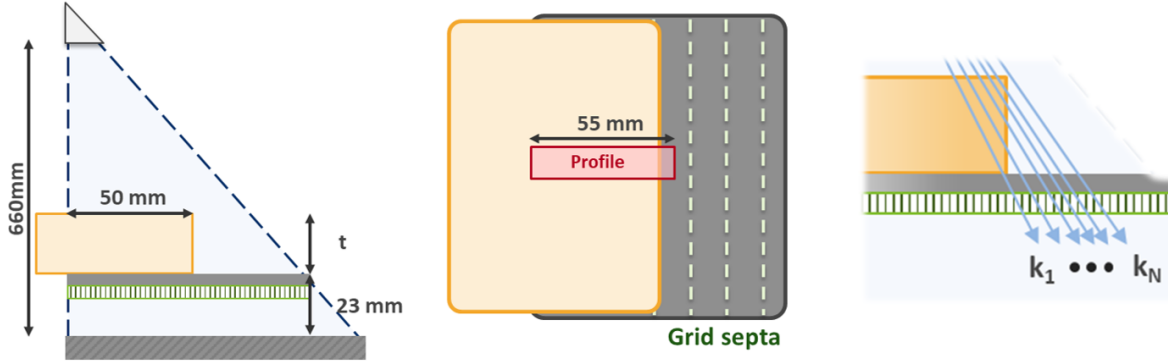 660mm
50 mm
t
23 mm
55 mm
Profile
Grid septa
k1 ••• kN